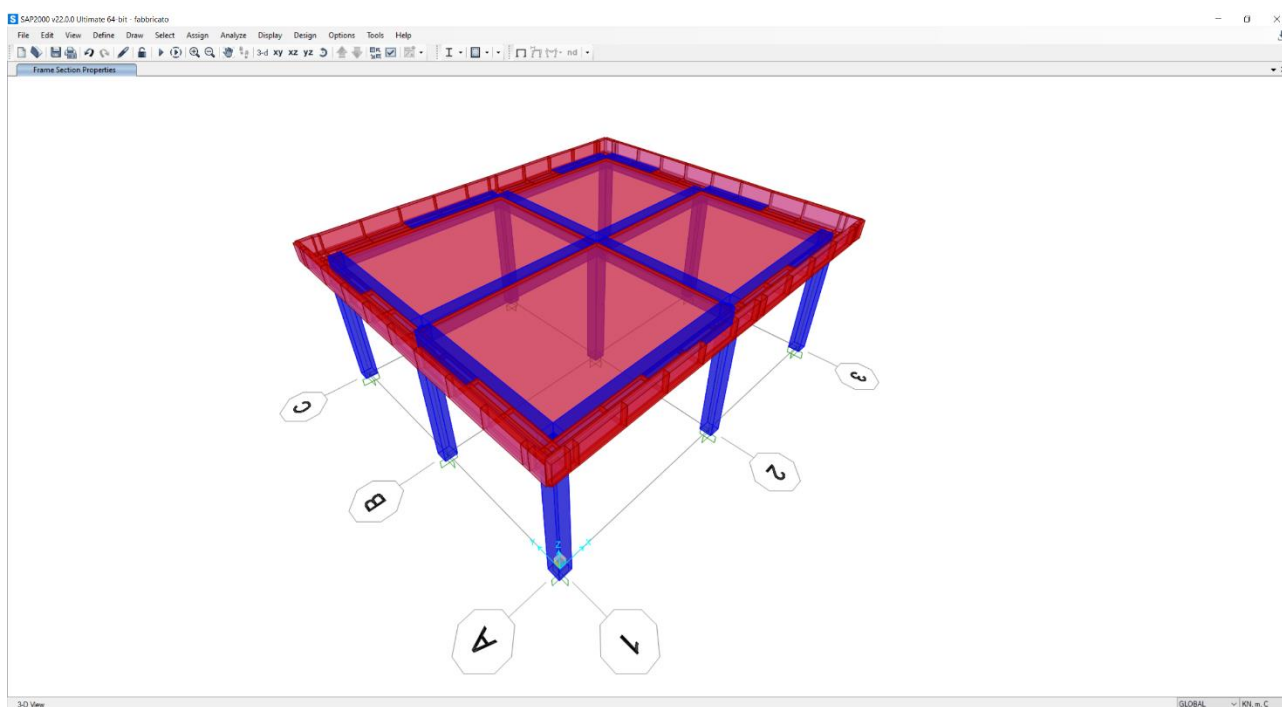 SAP2000 v22.0.0 Ultimate 64-bit - fabbricato
File Edit View Define Draw Select Assign Analyze Display Design Options Tools Help
3-d xy xz yz nd
Frame Section Properties
C
3
B
2
A
1
Z
Y
X
3-D View
GLOBAL
KN, m, C